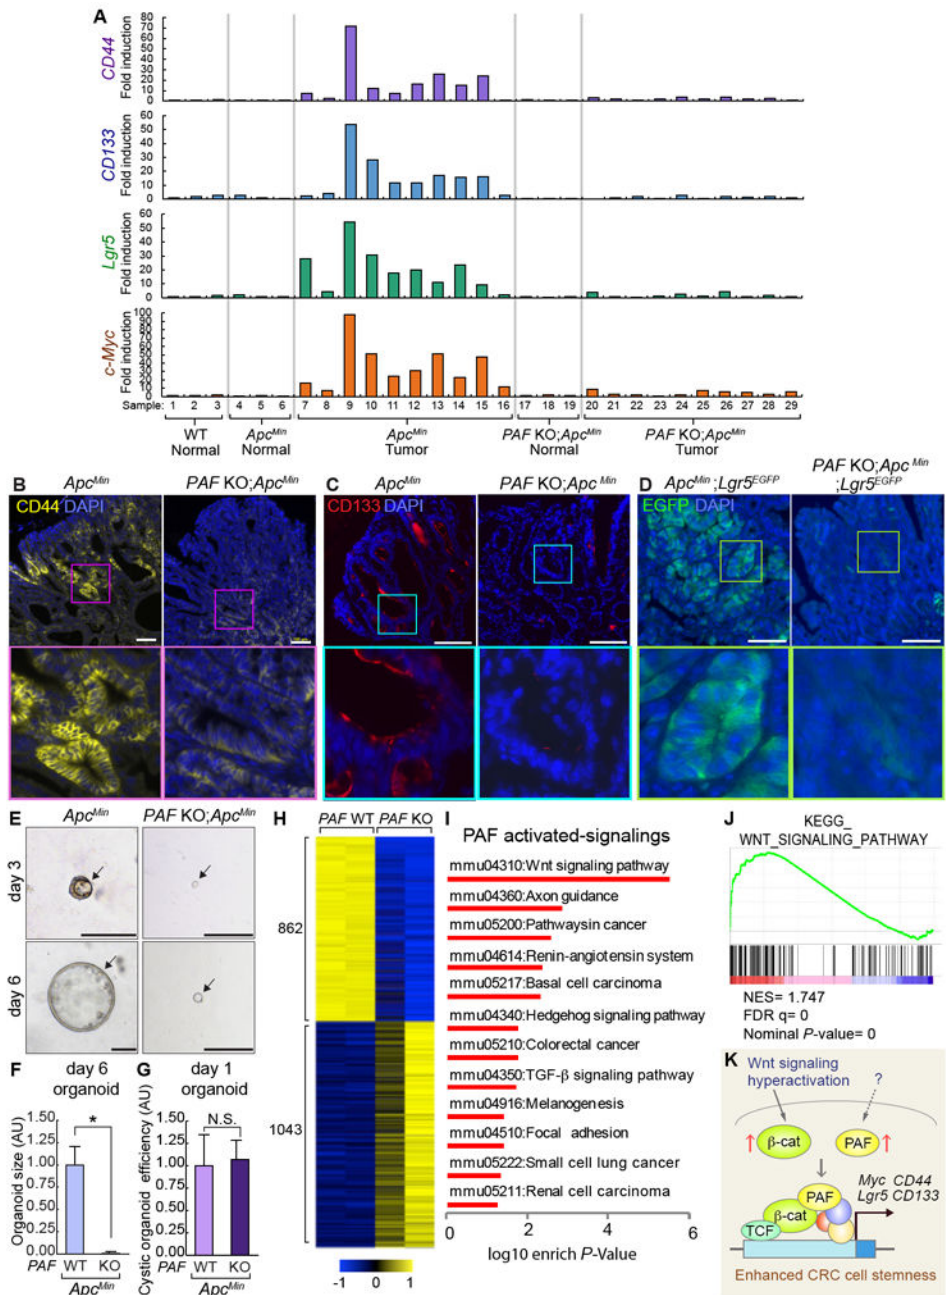 A
CD44
Fold induction
80
70
60
50
40
30
20
10
0
CD133
Fold induction
60
50
40
30
20
10
0
Lgr5
Fold induction
60
50
40
30
20
10
0
c-Myc
Fold induction
100
90
80
70
60
50
40
30
20
10
0
Sample: 1 2 3 4 5 6 7 8 9 10 11 12 13 14 15 16 17 18 19 20 21 22 23 24 25 26 27 28 29
WT Normal
ApcMin Normal
ApcMin Tumor
PAF KO;ApcMin Normal
PAF KO;ApcMin Tumor
B
ApcMin
PAF KO;ApcMin
CD44 DAPI
C
ApcMin
PAF KO;Apc Min
CD133 DAPI
D
ApcMin ;Lgr5EGFP
PAF KO;Apc Min
;Lgr5EGFP
EGFP DAPI
E
ApcMin
PAF KO;ApcMin
day 3
day 6
F
day 6
organoid
Organoid size (AU)
1.50
1.25
1.00
0.75
0.50
0.25
0.00
*
PAF WT KO
ApcMin
G
day 1
organoid
Cystic organoid efficiency (AU)
1.50
1.25
1.00
0.75
0.50
0.25
0.00
N.S.
PAF WT KO
ApcMin
H
PAF WT PAF KO
862
1043
-1 0 1
I
PAF activated-signalings
mmu04310:Wnt signaling pathway
mmu04360:Axon guidance
mmu05200:Pathwaysin cancer
mmu04614:Renin-angiotensin system
mmu05217:Basal cell carcinoma
mmu04340:Hedgehog signaling pathway
mmu05210:Colorectal cancer
mmu04350:TGF-β signaling pathway
mmu04916:Melanogenesis
mmu04510:Focal adhesion
mmu05222:Small cell lung cancer
mmu05211:Renal cell carcinoma
0 2 4 6
log10 enrich P-Value
J
KEGG_
WNT_SIGNALING_PATHWAY
NES= 1.747
FDR q= 0
Nominal P-value= 0
K
Wnt signaling
hyperactivation
?
β-cat
PAF
PAF
β-cat
TCF
Myc CD44
Lgr5 CD133
Enhanced CRC cell stemness